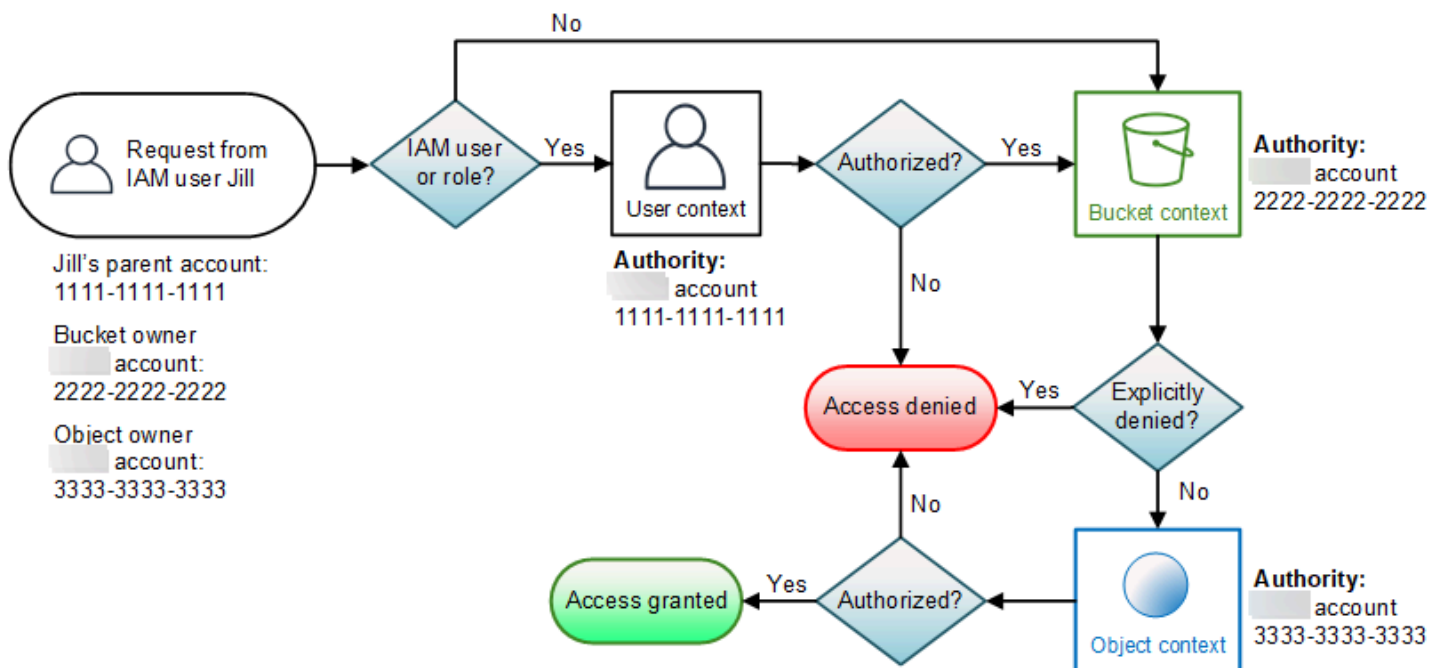 No
Request from
IAM user Jill
IAM user
or role?
Yes
User context
Authorized?
Yes
Bucket context
Authority:
account
2222-2222-2222
Jill's parent account:
1111-1111-1111
Authority:
account
1111-1111-1111
No
Bucket owner
account:
2222-2222-2222
Access denied
Yes
Explicitly
denied?
Object owner
account:
3333-3333-3333
No
No
Access granted
Yes
Authorized?
Object context
Authority:
account
3333-3333-3333